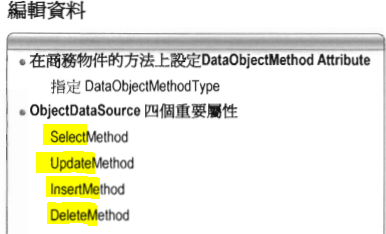 編輯資料
在商務物件的方法上設定DataObjectMethod Attribute
指定 DataObjectMethodType
ObjectDataSource 四個重要屬性
SelectMethod
UpdateMethod
InsertMethod
DeleteMethod